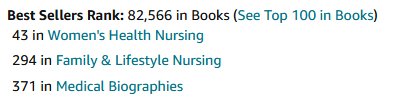 Best Sellers Rank: 82,566 in Books (See Top 100 in Books)
43 in Women's Health Nursing
294 in Family & Lifestyle Nursing
371 in Medical Biographies